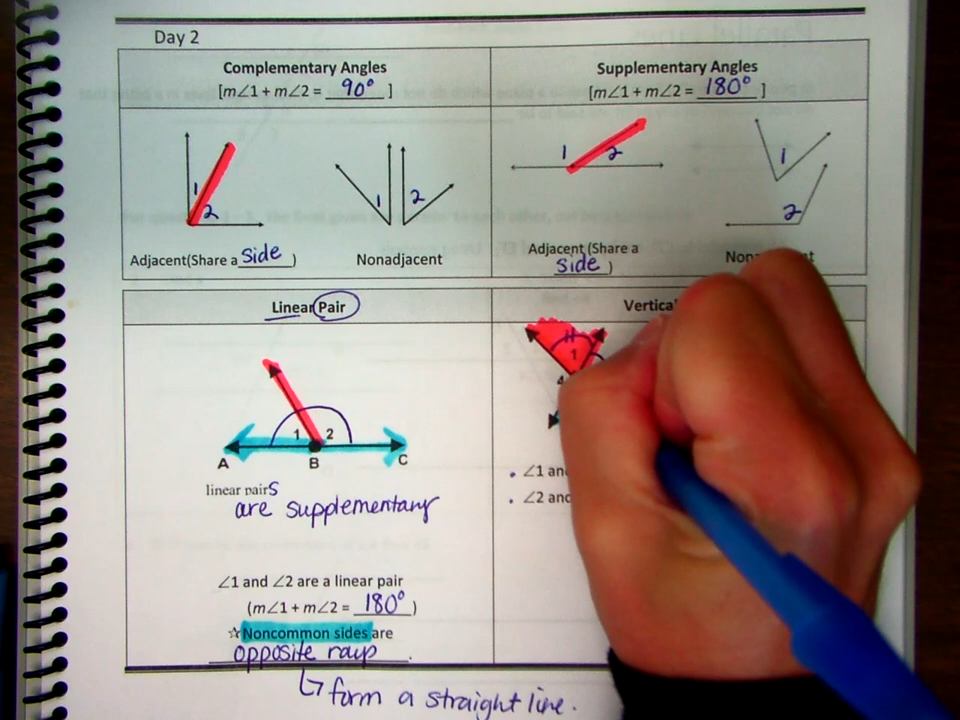 Day 2
Complementary Angles
[m∠1 + m∠2 = 90° ]
1
2
1
2
Adjacent(Share a side )
Nonadjacent
Supplementary Angles
[m∠1 + m∠2 = 180° ]
1 2
1
2
Adjacent (Share a
side )
Linear Pair
1 2
A B C
linear pairs
are supplementary
∠1 and ∠2 are a linear pair
(m∠1 + m∠2 = 180° )
☆Noncommon sides are
opposite rays.
↳ form a straight line.
Vertical
1
4
• ∠1 and
• ∠2 and